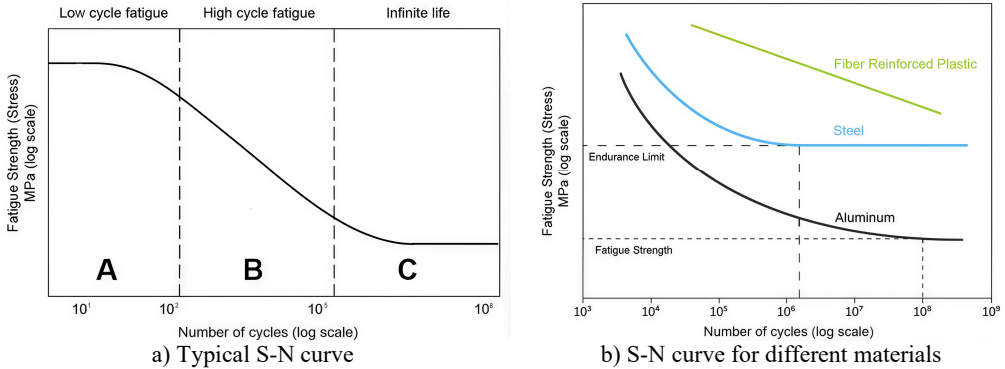 Low cycle fatigue
High cycle fatigue
Infinite life
Fatigue Strength (Stress)
MPa (log scale)
A
B
C
10¹
10²
10⁵
10⁸
Number of cycles (log scale)
a) Typical S-N curve
Fatigue Strength (Stress)
MPa (log scale)
Fiber Reinforced Plastic
Steel
Endurance Limit
Aluminum
Fatigue Strength
10³
10⁴
10⁵
10⁶
10⁷
10⁸
10⁹
Number of cycles (log scale)
b) S-N curve for different materials